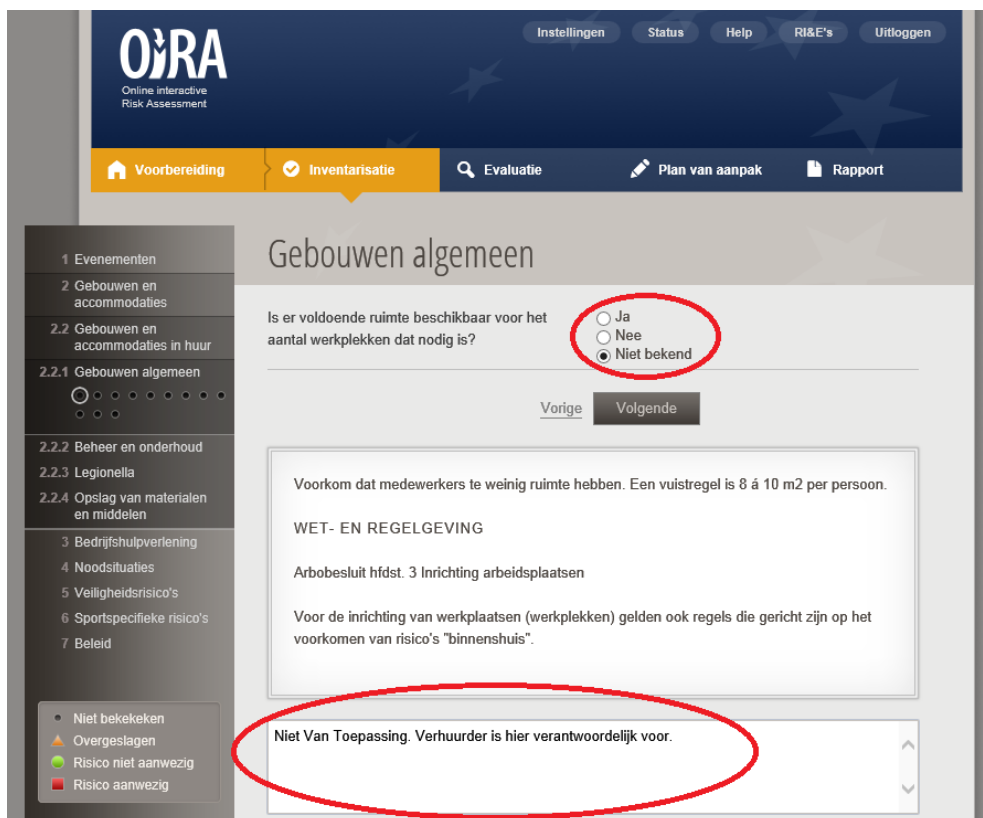 OiRA
Online interactive
Risk Assessment
Instellingen
Status
Help
RI&E's
Uitloggen
Voorbereiding
Inventarisatie
Evaluatie
Plan van aanpak
Rapport
1 Evenementen
2 Gebouwen en
accommodaties
2.2 Gebouwen en
accommodaties in huur
2.2.1 Gebouwen algemeen
2.2.2 Beheer en onderhoud
2.2.3 Legionella
2.2.4 Opslag van materialen
en middelen
3 Bedrijfshulpverlening
4 Noodsituaties
5 Veiligheidsrisico's
6 Sportspecifieke risico's
7 Beleid
Niet bekekeken
Overgeslagen
Risico niet aanwezig
Risico aanwezig
Gebouwen algemeen
Is er voldoende ruimte beschikbaar voor het
aantal werkplekken dat nodig is?
Ja
Nee
Niet bekend
Vorige
Volgende
Voorkom dat medewerkers te weinig ruimte hebben. Een vuistregel is 8 á 10 m2 per persoon.
WET- EN REGELGEVING
Arbobesluit hfdst. 3 Inrichting arbeidsplaatsen
Voor de inrichting van werkplaatsen (werkplekken) gelden ook regels die gericht zijn op het
voorkomen van risico's "binnenshuis".
Niet Van Toepassing. Verhuurder is hier verantwoordelijk voor.